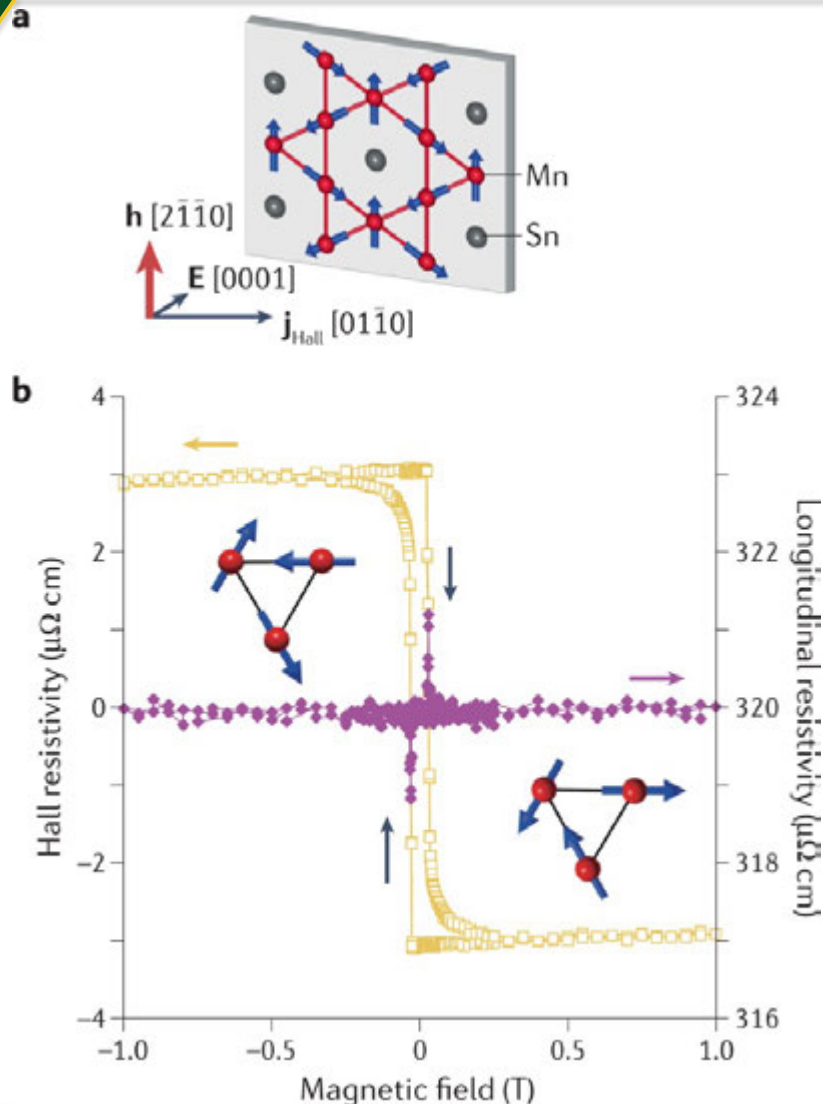 a
h [21̄1̄0]
E [0001]
j_Hall [011̄0]
Mn
Sn
b
Hall resistivity (μΩ cm)
4
2
0
−2
−4
324
322
320
318
316
Longitudinal resistivity (μΩ cm)
−1.0
−0.5
0
0.5
1.0
Magnetic field (T)